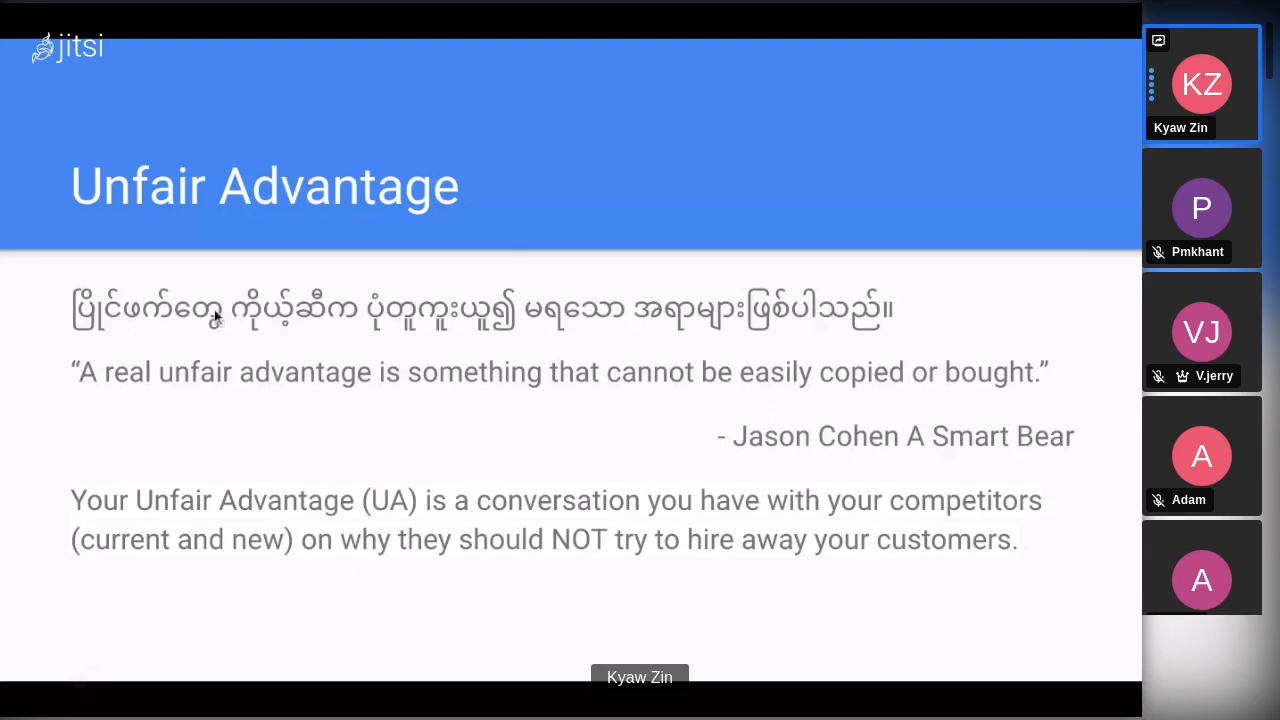 jitsi
Unfair Advantage
ပြိုင်ဖက်တွေ ကိုယ့်ဆီက ပုံတူကူးယူ၍ မရသော အရာများဖြစ်ပါသည်။
“A real unfair advantage is something that cannot be easily copied or bought.”
- Jason Cohen A Smart Bear
Your Unfair Advantage (UA) is a conversation you have with your competitors
(current and new) on why they should NOT try to hire away your customers.
Kyaw Zin
KZ
Kyaw Zin
P
Pmkhant
VJ
V.jerry
A
Adam
A